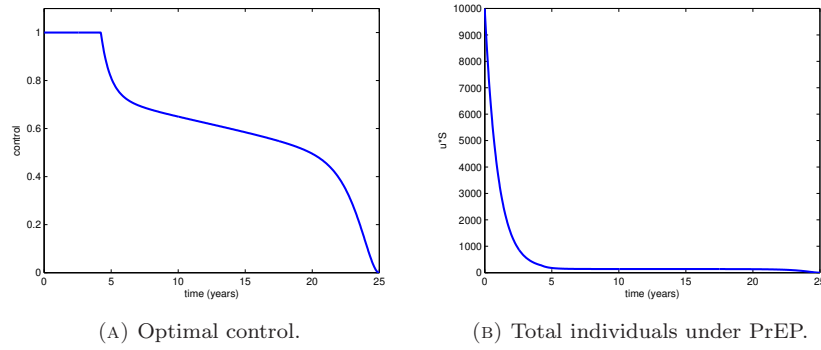 1
0.8
0.6
0.4
0.2
0
control
0 5 10 15 20 25
time (years)
(A) Optimal control.
10000
9000
8000
7000
6000
5000
4000
3000
2000
1000
0
u*S
0 5 10 15 20 25
time (years)
(B) Total individuals under PrEP.